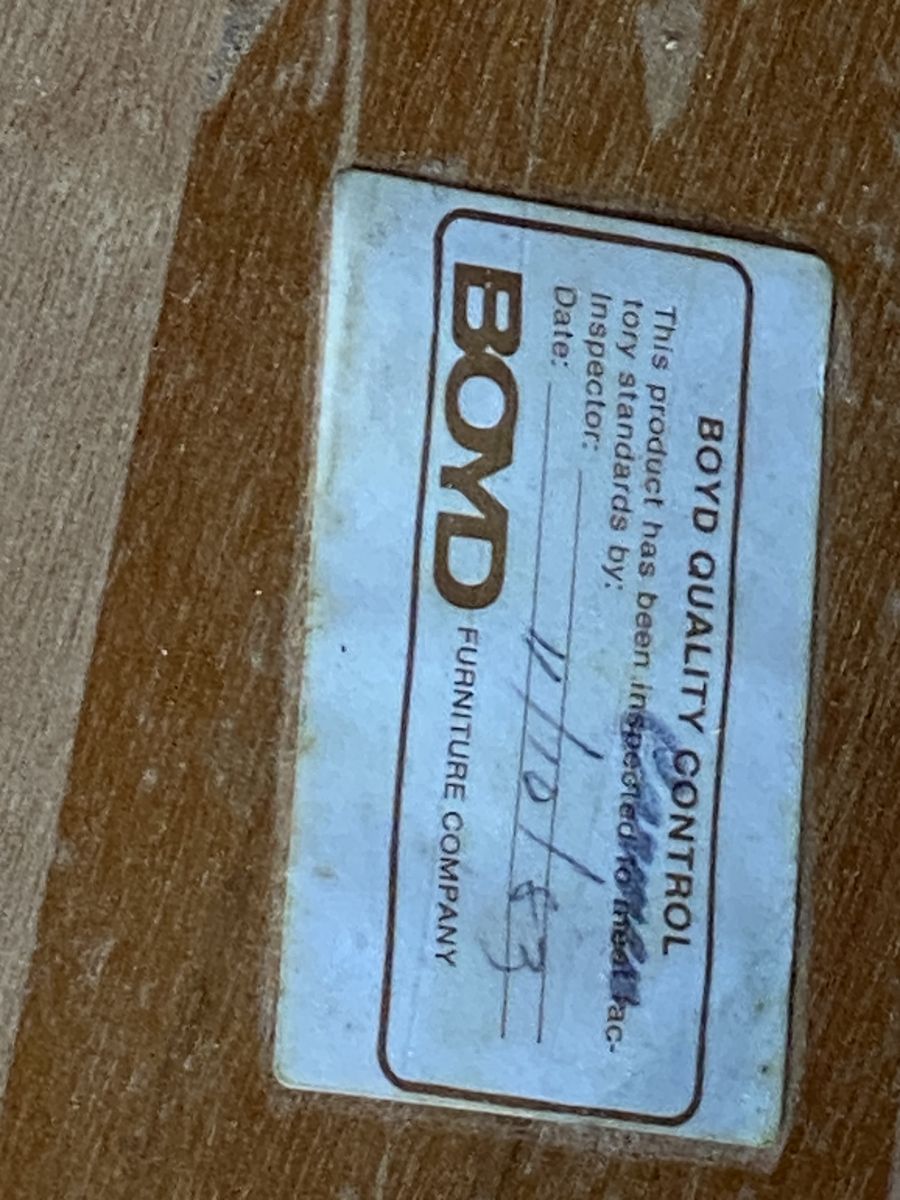 BOYD QUALITY CONTROL
This product has been inspected to meet fac-
tory standards by:
Inspector:
Date: 11/10/83
BOYD FURNITURE COMPANY